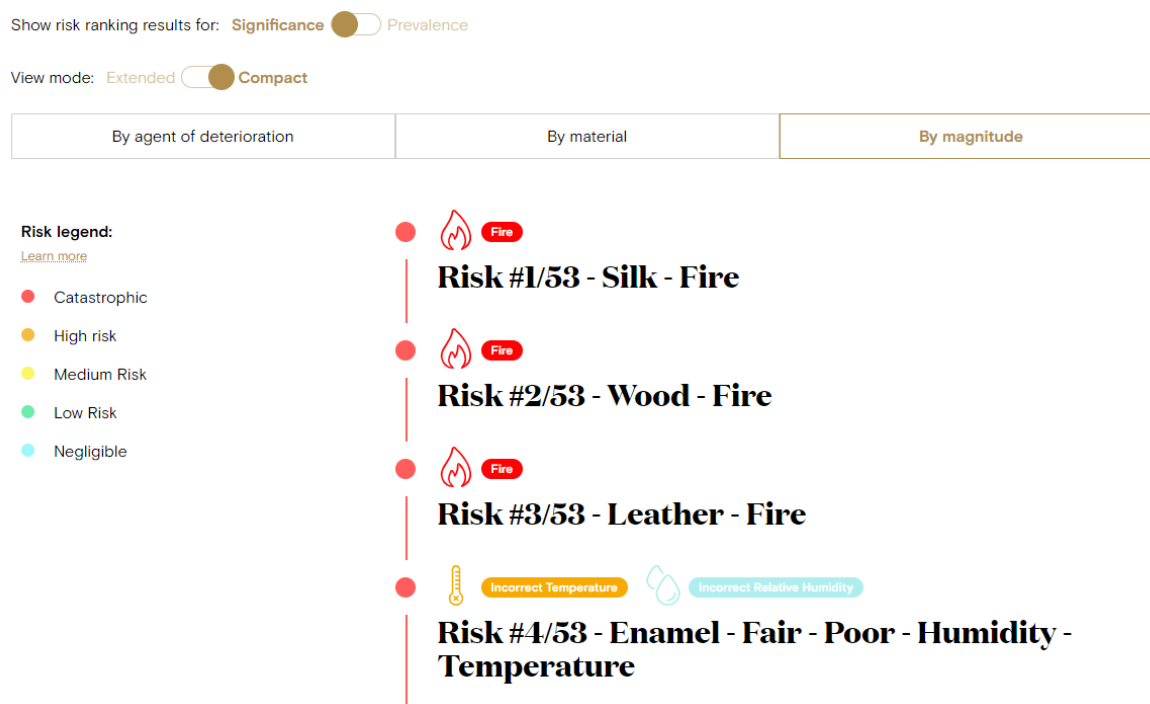 Show risk ranking results for: Significance Prevalence
View mode: Extended Compact
By agent of deterioration By material By magnitude
Risk legend:
Learn more
Catastrophic
High risk
Medium Risk
Low Risk
Negligible
Fire
Risk #1/53 - Silk - Fire
Fire
Risk #2/53 - Wood - Fire
Fire
Risk #3/53 - Leather - Fire
Incorrect Temperature Incorrect Relative Humidity
Risk #4/53 - Enamel - Fair - Poor - Humidity -
Temperature